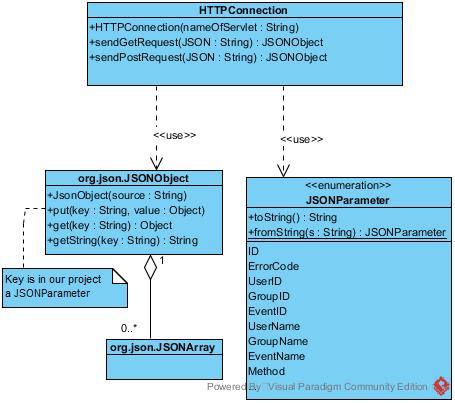 HTTPConnection
+HTTPConnection(nameOfServlet : String)
+sendGetRequest(JSON : String) : JSONObject
+sendPostRequest(JSON : String) : JSONObject
<<use>>
<<use>>
org.json.JSONObject
+JsonObject(source : String)
+put(key : String, value : Object)
+get(key : String) : Object
+getString(key : String) : String
<<enumeration>>
JSONParameter
+toString() : String
+fromString(s : String) : JSONParameter
ID
ErrorCode
UserID
GroupID
EventID
UserName
GroupName
EventName
Method
...
Key is in our project
a JSONParameter
1
0..*
org.json.JSONArray
Powered By Visual Paradigm Community Edition